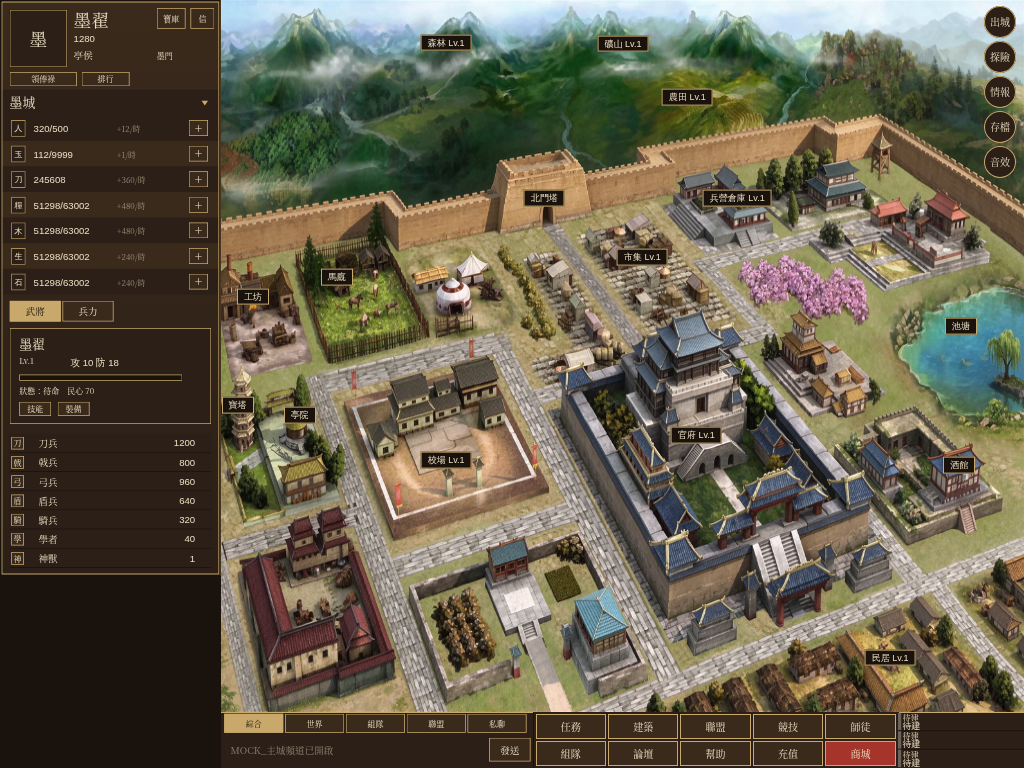 墨
墨翟
寶庫
信
1280
亭侯
墨門
領俸祿
排行
墨城
▼
人 320/500 +12/時 +
玉 112/9999 +1/時 +
刀 245608 +360/時 +
糧 51298/63002 +480/時 +
木 51298/63002 +480/時 +
生 51298/63002 +240/時 +
石 51298/63002 +240/時 +
武將
兵力
墨翟
Lv.1 攻 10 防 18
狀態：待命 民心 70
技能
裝備
刀 刀兵 1200
戟 戟兵 800
弓 弓兵 960
盾 盾兵 640
騎 騎兵 320
學 學者 40
神 神獸 1
森林 Lv.1
礦山 Lv.1
農田 Lv.1
北門塔
兵營倉庫 Lv.1
市集 Lv.1
馬廄
工坊
池塘
寶塔
亭院
官府 Lv.1
校場 Lv.1
酒館
民居 Lv.1
出城
探險
情報
存檔
音效
綜合
世界
組隊
聯盟
私聊
MOCK_主城頻道已開啟
發送
任務
建築
聯盟
競技
師徒
組隊
論壇
幫助
充值
商城
待建
待建
待建
待建
待建
待建